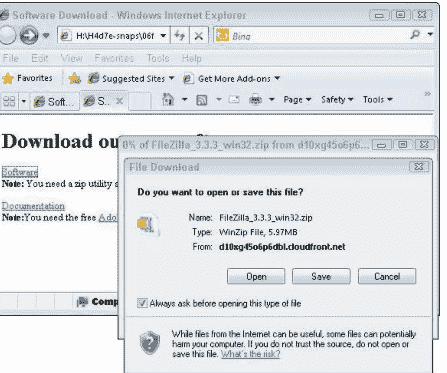 Software Download - Windows Internet Explorer
H:\H4d7e-snaps\06f
Bing
File Edit View Favorites Tools Help
Favorites Suggested Sites Get More Add-ons
Soft... S..
Page Safety Tools
Download ou
Software
Note: You need a zip utility s
Documentation
Note:You need the free Ado
Comp
0% of FileZilla_3.3.3_win32.zip from d10xg45o6p6...
File Download
Do you want to open or save this file?
Name: FileZilla_3.3.3_win32.zip
Type: WinZip File, 5.97MB
From: d10xg45o6p6dbl.cloudfront.net
Open Save Cancel
Always ask before opening this type of file
While files from the Internet can be useful, some files can potentially
harm your computer. If you do not trust the source, do not open or
save this file. What's the risk?